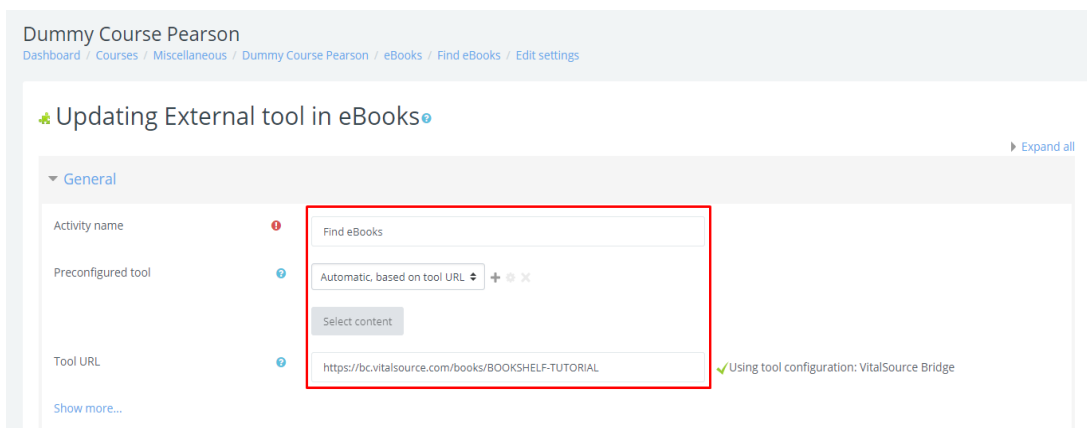 Dummy Course Pearson
Dashboard / Courses / Miscellaneous / Dummy Course Pearson / eBooks / Find eBooks / Edit settings
Updating External tool in eBooks
Expand all
General
Activity name
Find eBooks
Preconfigured tool
Automatic, based on tool URL
Select content
Tool URL
https://bc.vitalsource.com/books/BOOKSHELF-TUTORIAL
Using tool configuration: VitalSource Bridge
Show more...